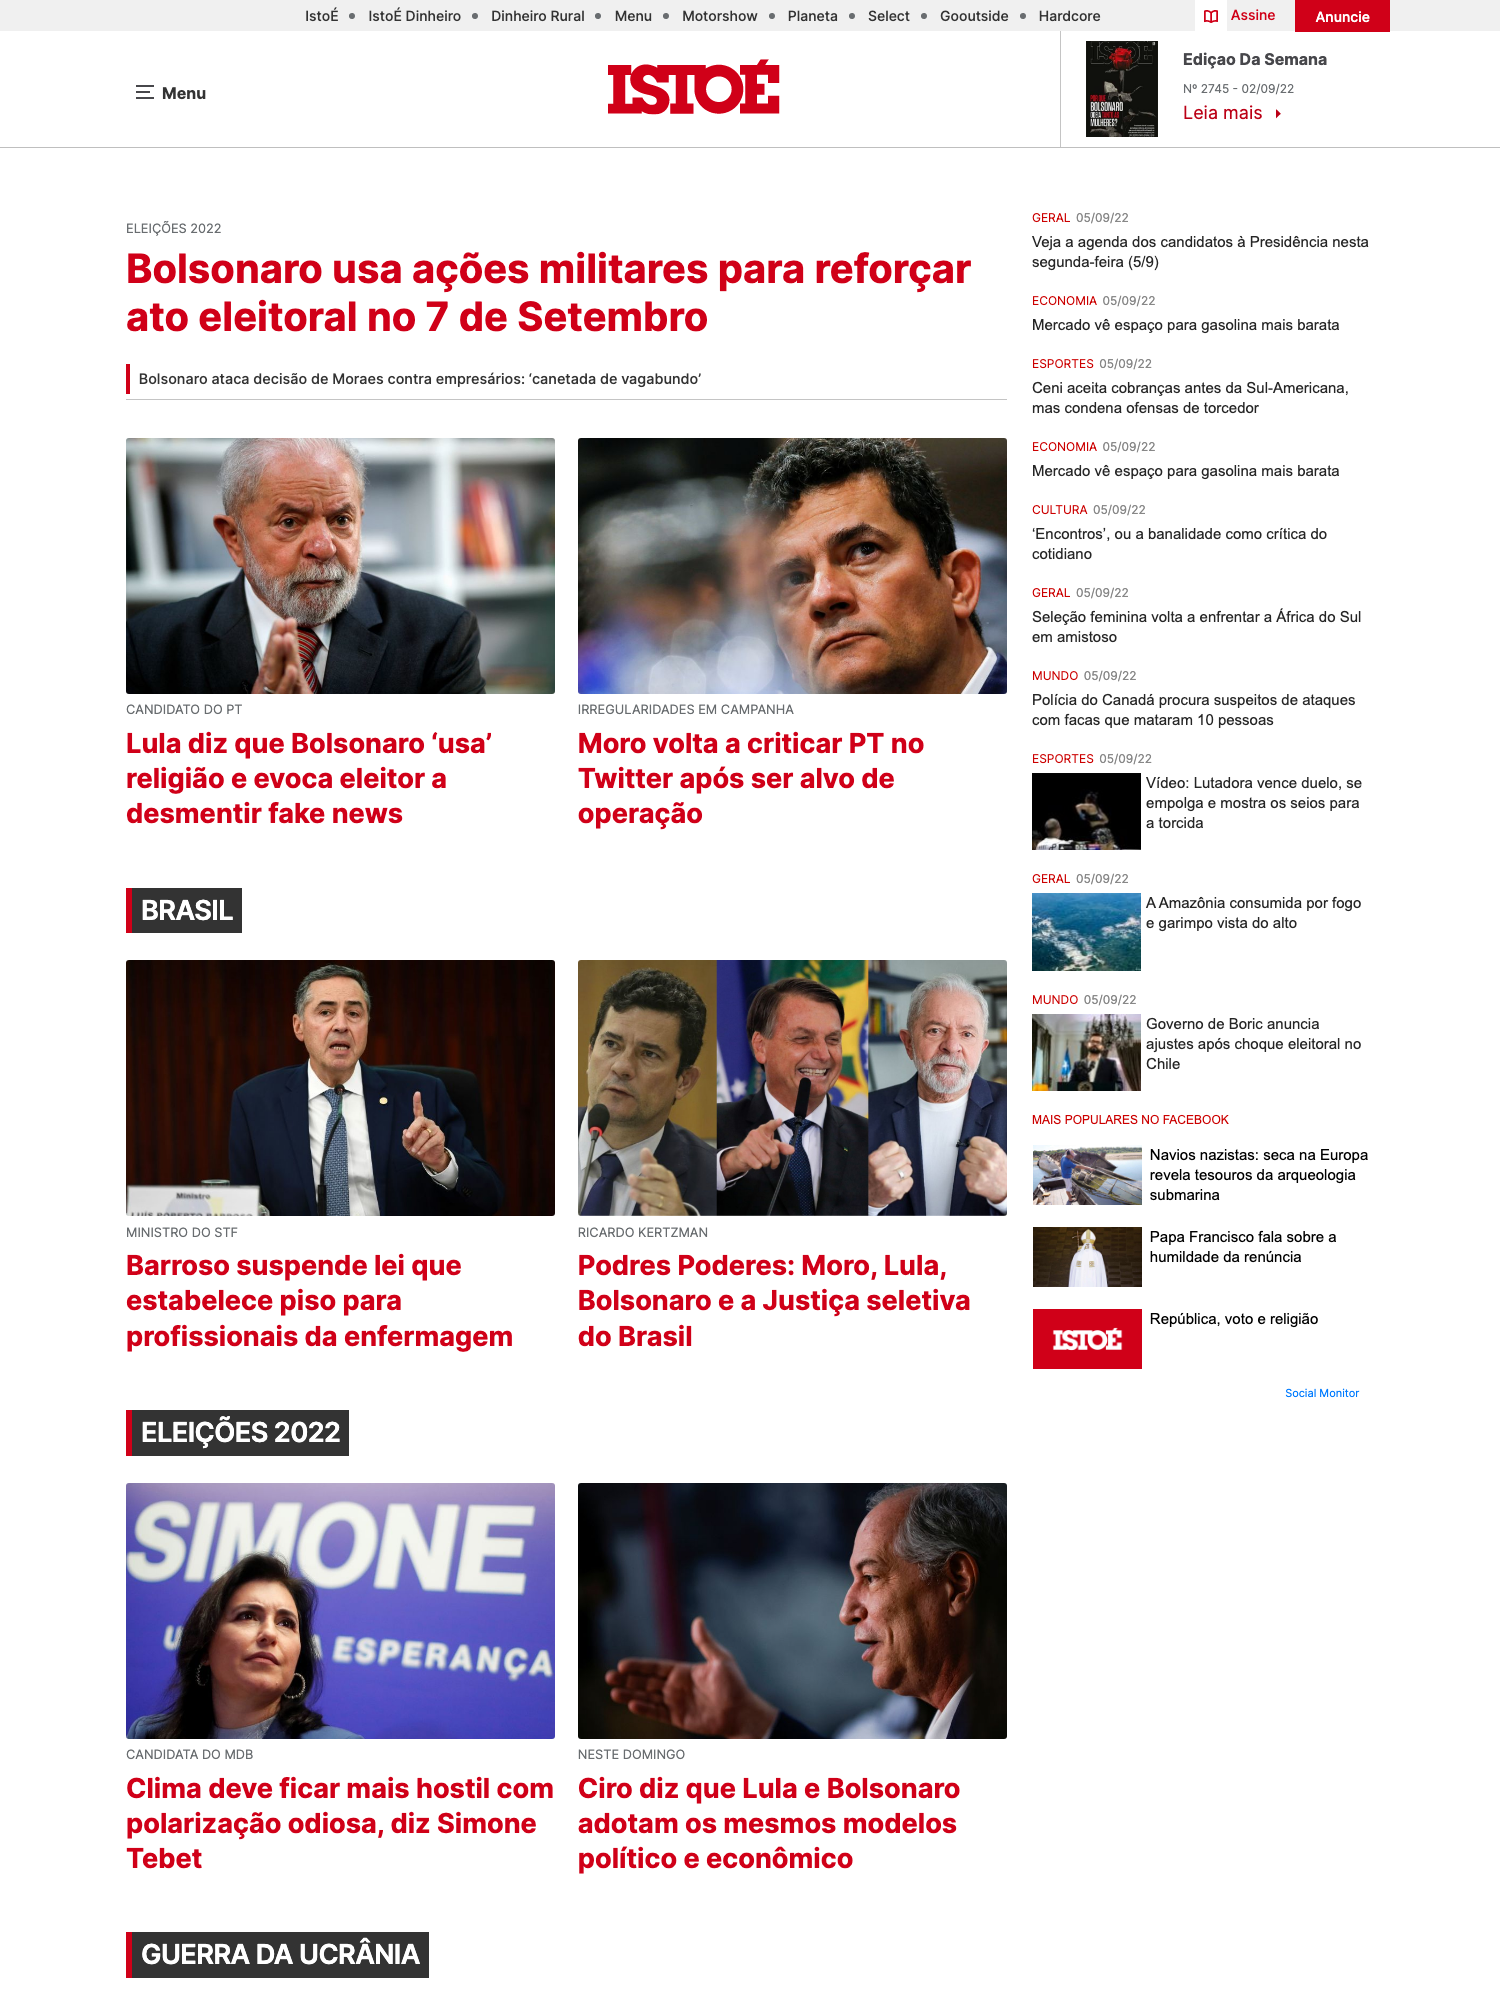 IstoÉ • IstoÉ Dinheiro • Dinheiro Rural • Menu • Motorshow • Planeta • Select • Gooutside • Hardcore
Assine
Anuncie
Menu
ISTOÉ
ISTOÉ
BOLSONARO
MULHERES?
Ediçao Da Semana
Nº 2745 - 02/09/22
Leia mais
ELEIÇÕES 2022
Bolsonaro usa ações militares para reforçar
ato eleitoral no 7 de Setembro
Bolsonaro ataca decisão de Moraes contra empresários: ‘canetada de vagabundo’
CANDIDATO DO PT
Lula diz que Bolsonaro ‘usa’
religião e evoca eleitor a
desmentir fake news
IRREGULARIDADES EM CAMPANHA
Moro volta a criticar PT no
Twitter após ser alvo de
operação
BRASIL
Ministro
LUÍS ROBERTO BARROSO
MINISTRO DO STF
Barroso suspende lei que
estabelece piso para
profissionais da enfermagem
RICARDO KERTZMAN
Podres Poderes: Moro, Lula,
Bolsonaro e a Justiça seletiva
do Brasil
ELEIÇÕES 2022
SIMONE
ESPERANÇA
CANDIDATA DO MDB
Clima deve ficar mais hostil com
polarização odiosa, diz Simone
Tebet
NESTE DOMINGO
Ciro diz que Lula e Bolsonaro
adotam os mesmos modelos
político e econômico
GUERRA DA UCRÂNIA
GERAL 05/09/22
Veja a agenda dos candidatos à Presidência nesta
segunda-feira (5/9)
ECONOMIA 05/09/22
Mercado vê espaço para gasolina mais barata
ESPORTES 05/09/22
Ceni aceita cobranças antes da Sul-Americana,
mas condena ofensas de torcedor
ECONOMIA 05/09/22
Mercado vê espaço para gasolina mais barata
CULTURA 05/09/22
‘Encontros’, ou a banalidade como crítica do
cotidiano
GERAL 05/09/22
Seleção feminina volta a enfrentar a África do Sul
em amistoso
MUNDO 05/09/22
Polícia do Canadá procura suspeitos de ataques
com facas que mataram 10 pessoas
ESPORTES 05/09/22
Vídeo: Lutadora vence duelo, se
empolga e mostra os seios para
a torcida
GERAL 05/09/22
A Amazônia consumida por fogo
e garimpo vista do alto
MUNDO 05/09/22
Governo de Boric anuncia
ajustes após choque eleitoral no
Chile
MAIS POPULARES NO FACEBOOK
Navios nazistas: seca na Europa
revela tesouros da arqueologia
submarina
Papa Francisco fala sobre a
humildade da renúncia
ISTOÉ
República, voto e religião
Social Monitor